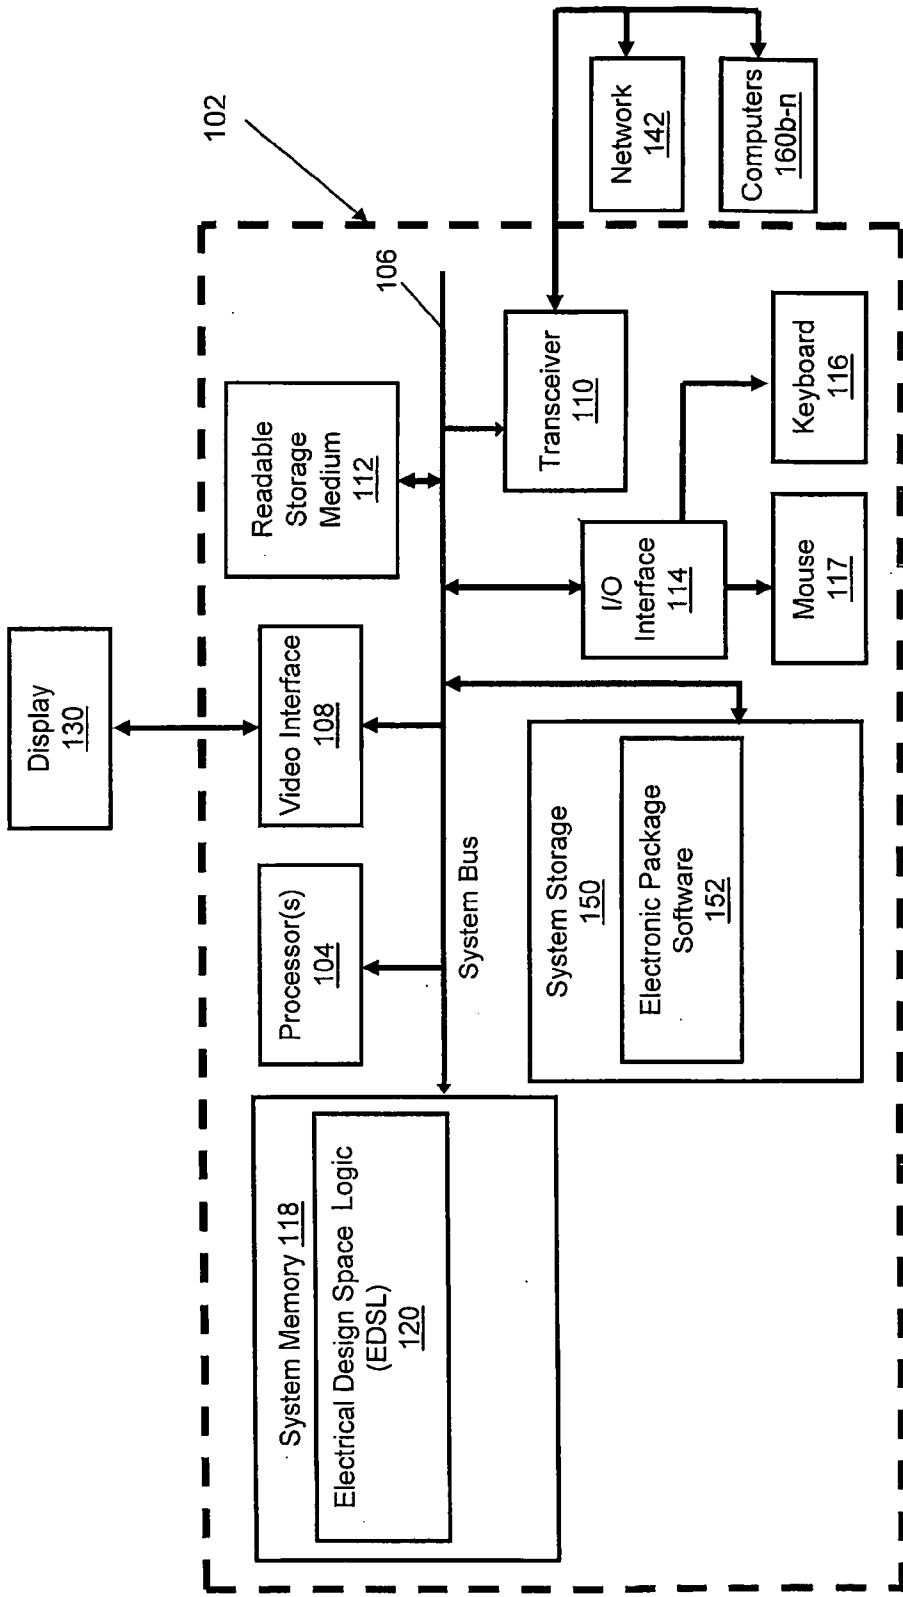 Display
130
102
System Memory 118
Electrical Design Space Logic
(EDSL)
120
Processor(s)
104
Video Interface
108
Readable
Storage
Medium
112
106
System Bus
System Storage
150
Electronic Package
Software
152
I/O
Interface
114
Transceiver
110
Mouse
117
Keyboard
116
Network
142
Computers
160b-n